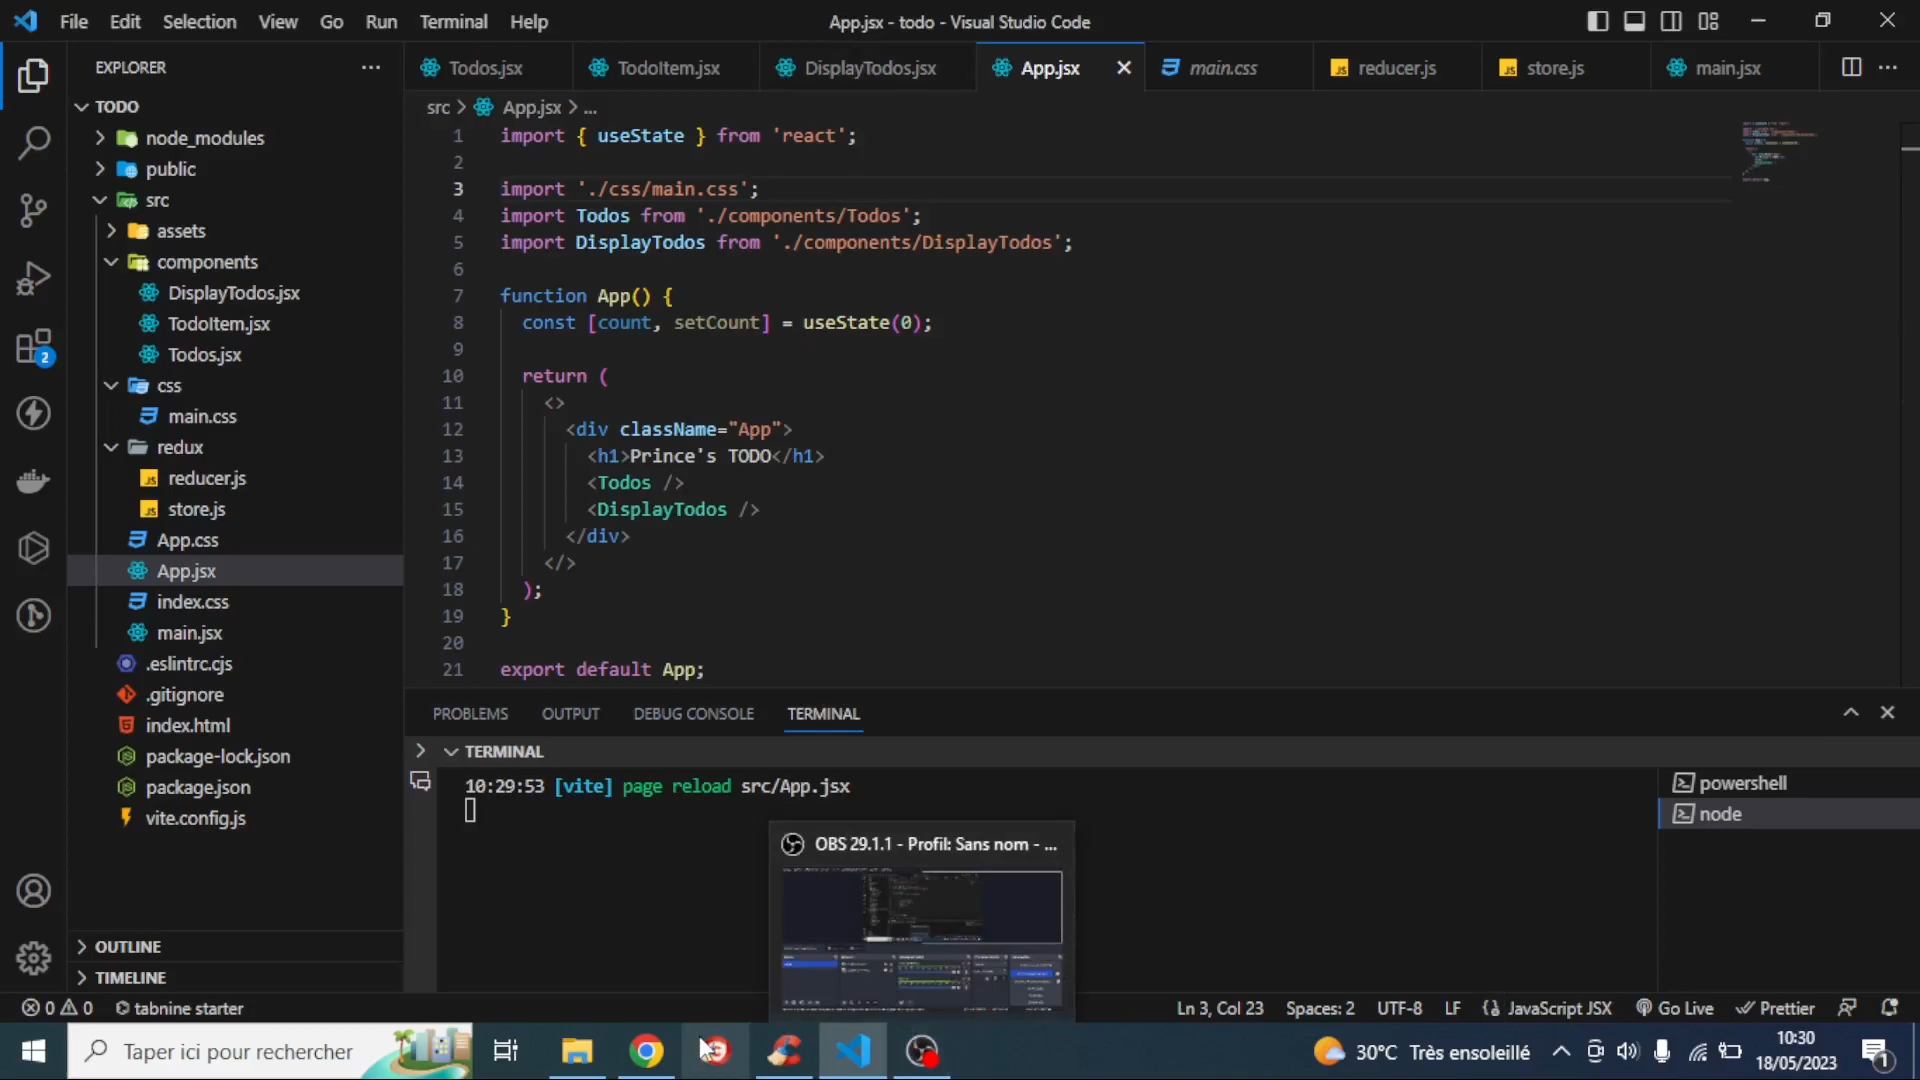 File Edit Selection View Go Run Terminal Help
App.jsx - todo - Visual Studio Code
EXPLORER
TODO
node_modules
public
src
assets
components
DisplayTodos.jsx
TodoItem.jsx
Todos.jsx
css
main.css
redux
reducer.js
store.js
App.css
App.jsx
index.css
main.jsx
.eslintrc.cjs
.gitignore
index.html
package-lock.json
package.json
vite.config.js
OUTLINE
TIMELINE
2
Todos.jsx TodoItem.jsx DisplayTodos.jsx App.jsx main.css reducer.js store.js main.jsx
src > App.jsx > ...
1 import { useState } from 'react';
2
3 import './css/main.css';
4 import Todos from './components/Todos';
5 import DisplayTodos from './components/DisplayTodos';
6
7 function App() {
8 const [count, setCount] = useState(0);
9
10 return (
11 <>
12 <div className="App">
13 <h1>Prince's TODO</h1>
14 <Todos />
15 <DisplayTodos />
16 </div>
17 </>
18 );
19 }
20
21 export default App;
PROBLEMS OUTPUT DEBUG CONSOLE TERMINAL
TERMINAL
10:29:53 [vite] page reload src/App.jsx
powershell
node
OBS 29.1.1 - Profil: Sans nom - ...
0 0 tabnine starter
Ln 3, Col 23 Spaces: 2 UTF-8 LF JavaScript JSX Go Live Prettier
Taper ici pour rechercher
30°C Très ensoleillé
10:30
18/05/2023
1